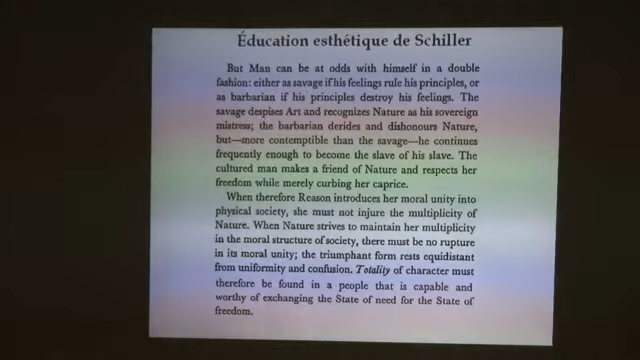 Éducation esthétique de Schiller
But Man can be at odds with himself in a double
fashion: either as savage if his feelings rule his principles, or
as barbarian if his principles destroy his feelings. The
savage despises Art and recognizes Nature as his sovereign
mistress; the barbarian derides and dishonours Nature,
but—more contemptible than the savage—he continues
frequently enough to become the slave of his slave. The
cultured man makes a friend of Nature and respects her
freedom while merely curbing her caprice.
When therefore Reason introduces her moral unity into
physical society, she must not injure the multiplicity of
Nature. When Nature strives to maintain her multiplicity
in the moral structure of society, there must be no rupture
in its moral unity; the triumphant form rests equidistant
from uniformity and confusion. Totality of character must
therefore be found in a people that is capable and
worthy of exchanging the State of need for the State of
freedom.